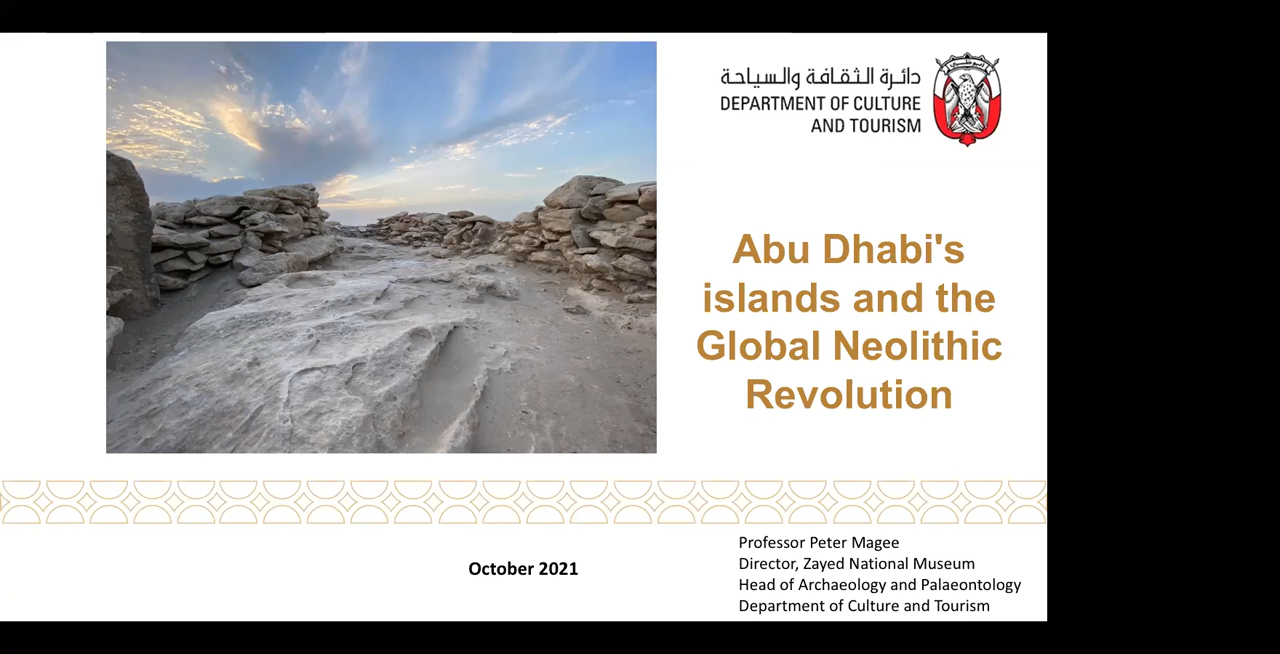 دائرة الثقافة والسياحة
DEPARTMENT OF CULTURE
AND TOURISM
Abu Dhabi's
islands and the
Global Neolithic
Revolution
October 2021
Professor Peter Magee
Director, Zayed National Museum
Head of Archaeology and Palaeontology
Department of Culture and Tourism